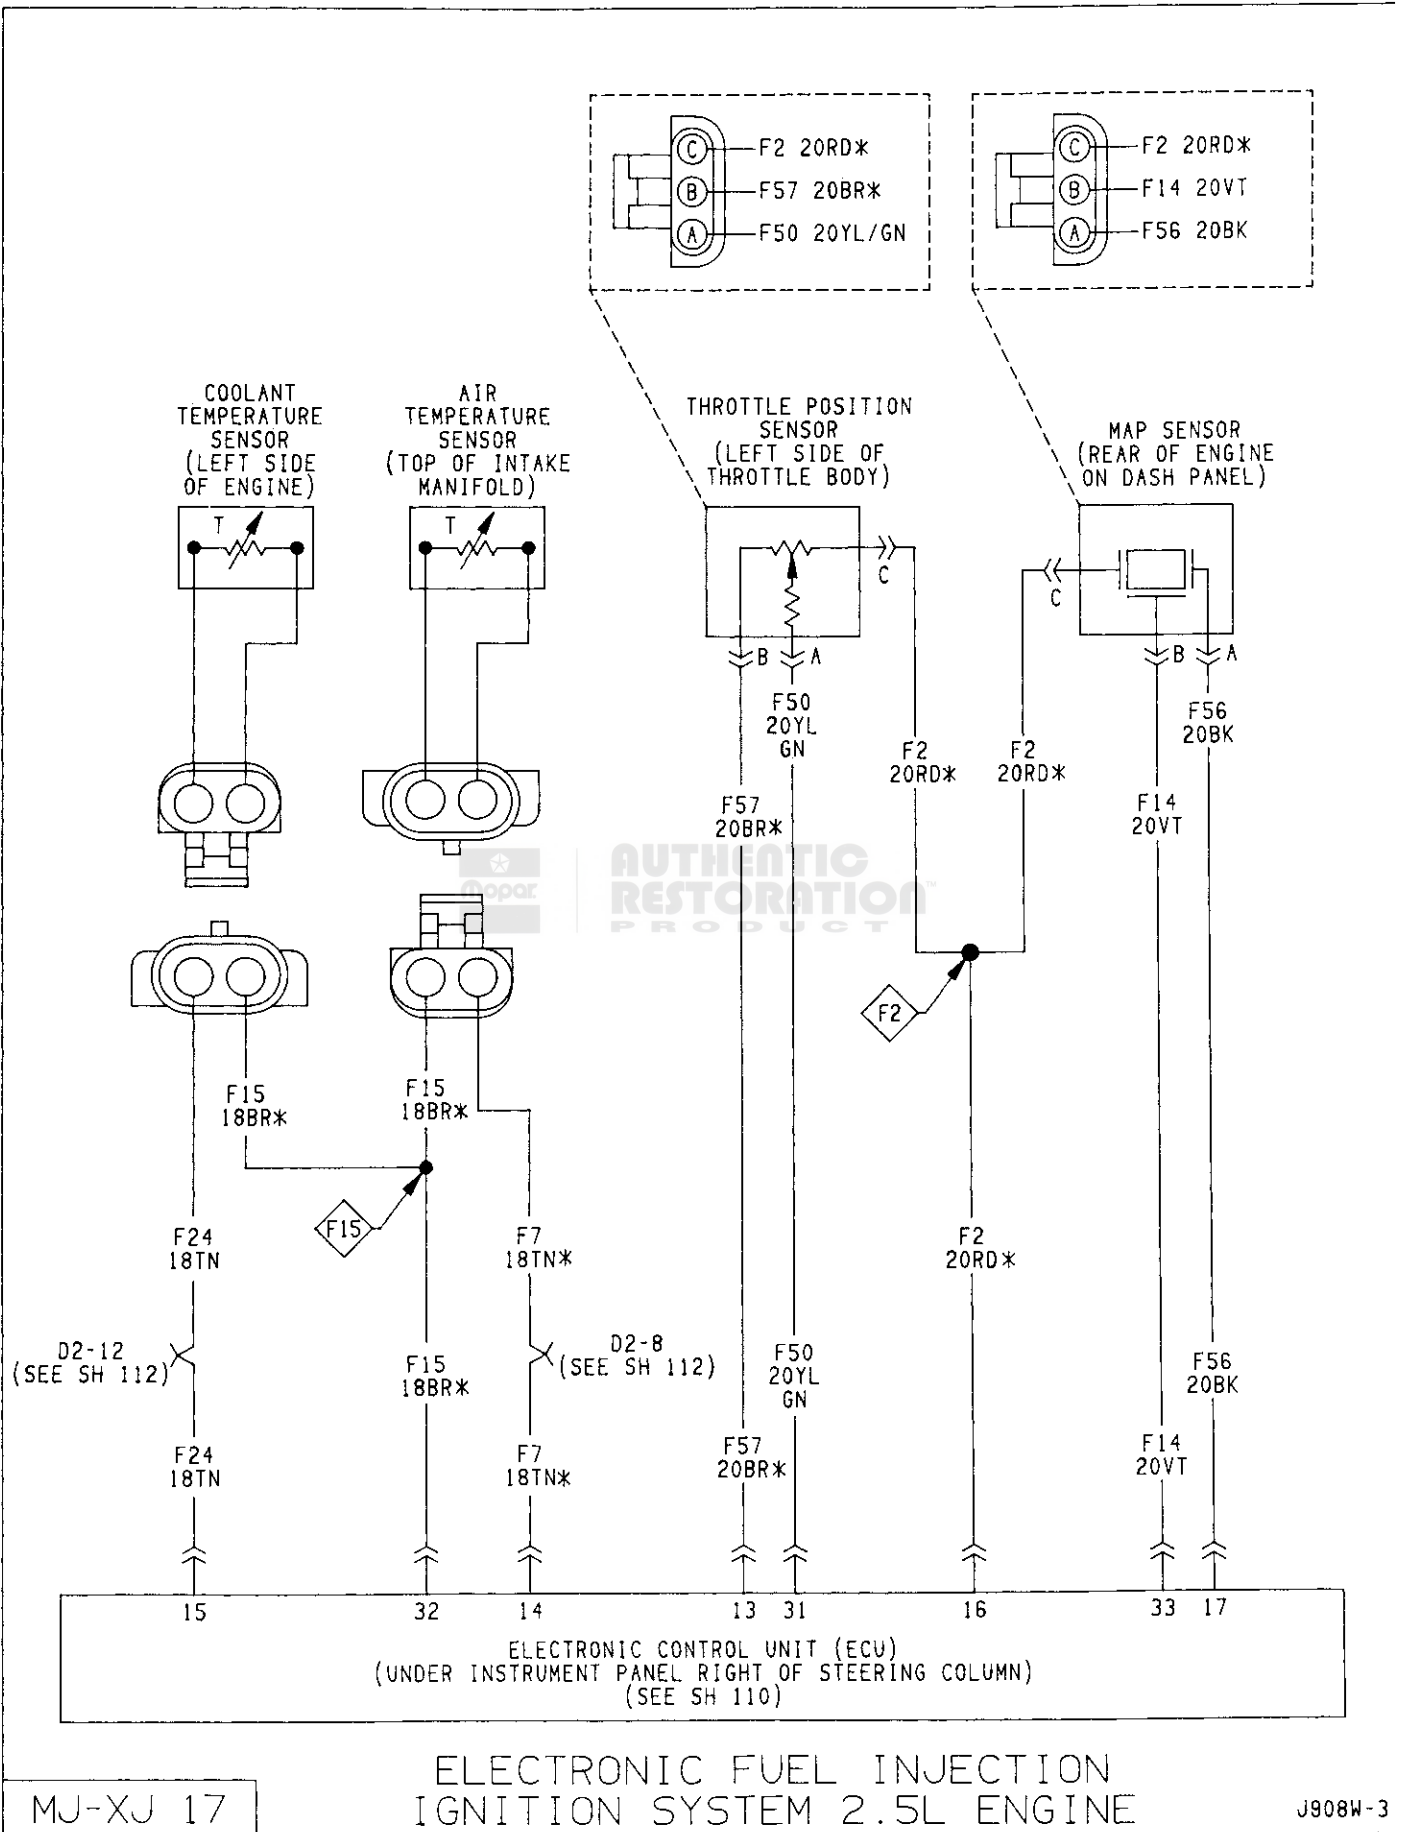 C F2 20RD*
B F57 20BR*
A F50 20YL/GN
C F2 20RD*
B F14 20VT
A F56 20BK
COOLANT
TEMPERATURE
SENSOR
(LEFT SIDE
OF ENGINE)
AIR
TEMPERATURE
SENSOR
(TOP OF INTAKE
MANIFOLD)
THROTTLE POSITION
SENSOR
(LEFT SIDE OF
THROTTLE BODY)
MAP SENSOR
(REAR OF ENGINE
ON DASH PANEL)
T
T
C
C
B
A
B
A
F50
20YL
GN
F56
20BK
F2
20RD*
F2
20RD*
F57
20BR*
F14
20VT
Mopar
AUTHENTIC
RESTORATION™
PRODUCT
F2
F15
18BR*
F15
18BR*
F15
F24
18TN
F7
18TN*
F2
20RD*
D2-12
(SEE SH 112)
D2-8
(SEE SH 112)
F15
18BR*
F50
20YL
GN
F56
20BK
F24
18TN
F7
18TN*
F57
20BR*
F14
20VT
15 32 14 13 31 16 33 17
ELECTRONIC CONTROL UNIT (ECU)
(UNDER INSTRUMENT PANEL RIGHT OF STEERING COLUMN)
(SEE SH 110)
ELECTRONIC FUEL INJECTION
IGNITION SYSTEM 2.5L ENGINE
MJ-XJ 17
J908W-3